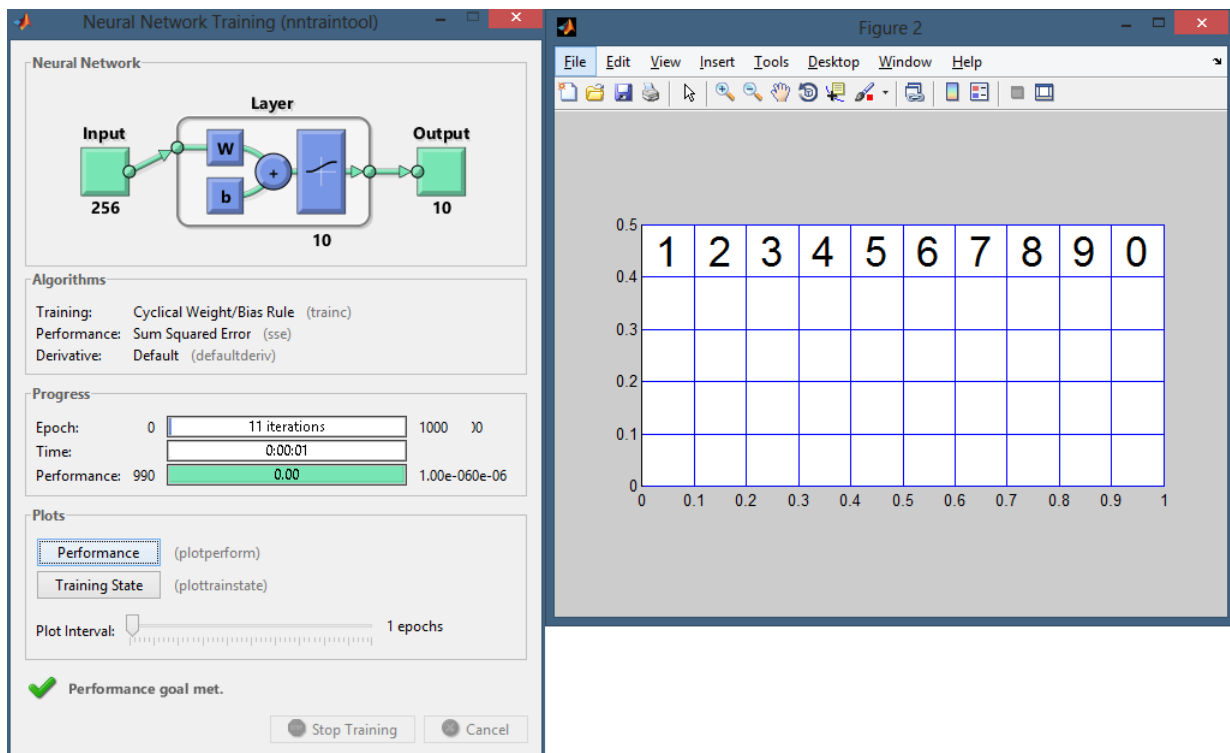 Neural Network Training (nntraintool)
Neural Network
Layer
Input
Output
W
b
+
256
10
10
Algorithms
Training: Cyclical Weight/Bias Rule (trainc)
Performance: Sum Squared Error (sse)
Derivative: Default (defaultderiv)
Progress
Epoch: 0 11 iterations 1000
Time: 0:00:01
Performance: 990 0.00 1.00e-060e-06
Plots
Performance (plotperform)
Training State (plottrainstate)
Plot Interval: 1 epochs
Performance goal met.
Stop Training Cancel
Figure 2
File Edit View Insert Tools Desktop Window Help
0.5
1 2 3 4 5 6 7 8 9 0
0.4
0.3
0.2
0.1
0
0 0.1 0.2 0.3 0.4 0.5 0.6 0.7 0.8 0.9 1